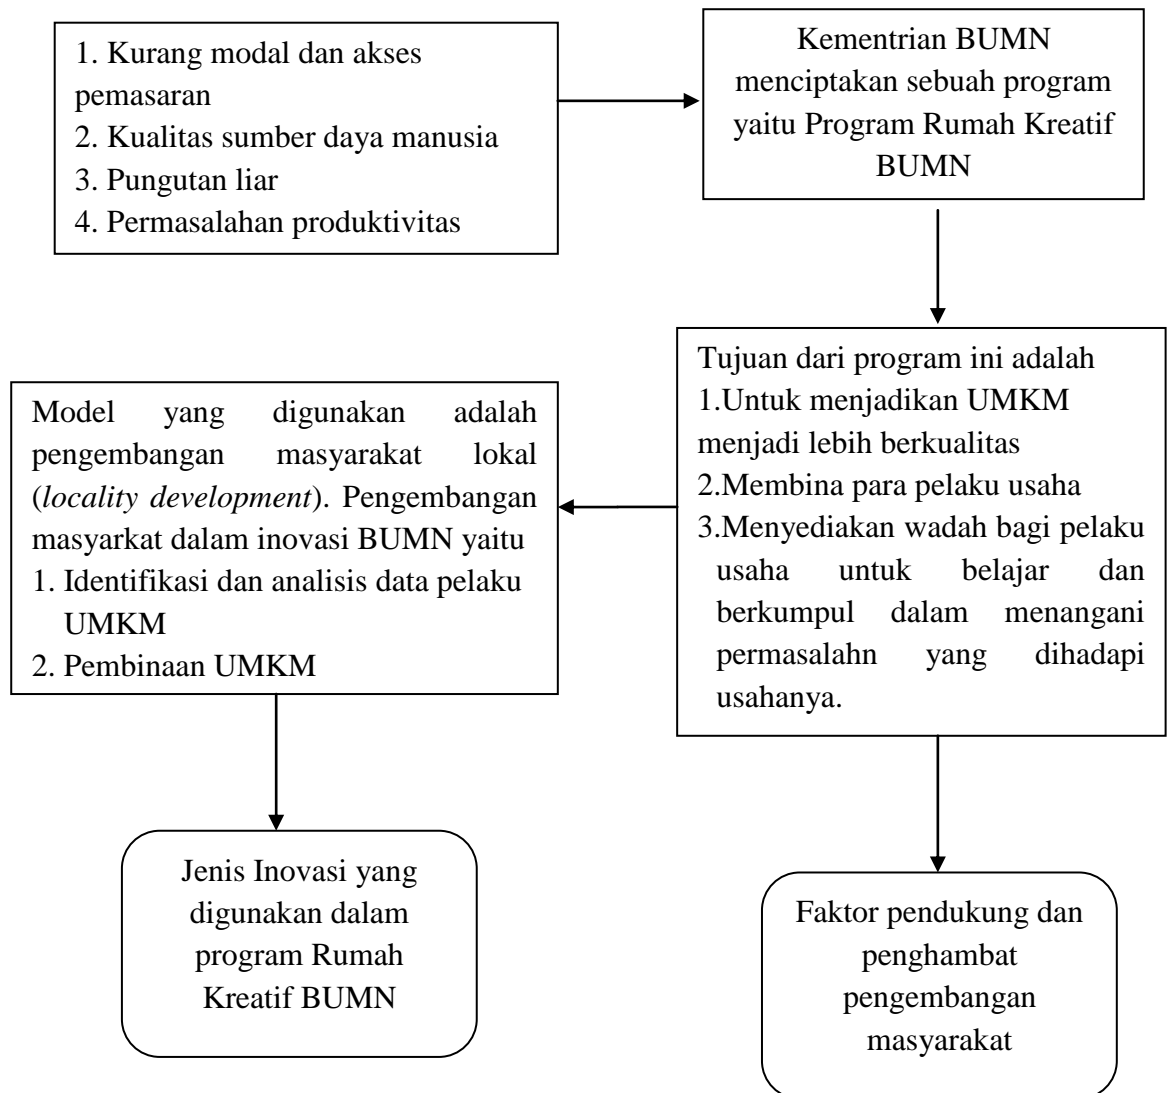 1. Kurang modal dan akses
pemasaran
2. Kualitas sumber daya manusia
3. Pungutan liar
4. Permasalahan produktivitas
Kementrian BUMN
menciptakan sebuah program
yaitu Program Rumah Kreatif
BUMN
Tujuan dari program ini adalah
1.Untuk menjadikan UMKM
menjadi lebih berkualitas
2.Membina para pelaku usaha
3.Menyediakan wadah bagi pelaku
usaha untuk belajar dan
berkumpul dalam menangani
permasalahn yang dihadapi
usahanya.
Model yang digunakan adalah
pengembangan masyarakat lokal
(locality development). Pengembangan
masyarkat dalam inovasi BUMN yaitu
1. Identifikasi dan analisis data pelaku
UMKM
2. Pembinaan UMKM
Jenis Inovasi yang
digunakan dalam
program Rumah
Kreatif BUMN
Faktor pendukung dan
penghambat
pengembangan
masyarakat